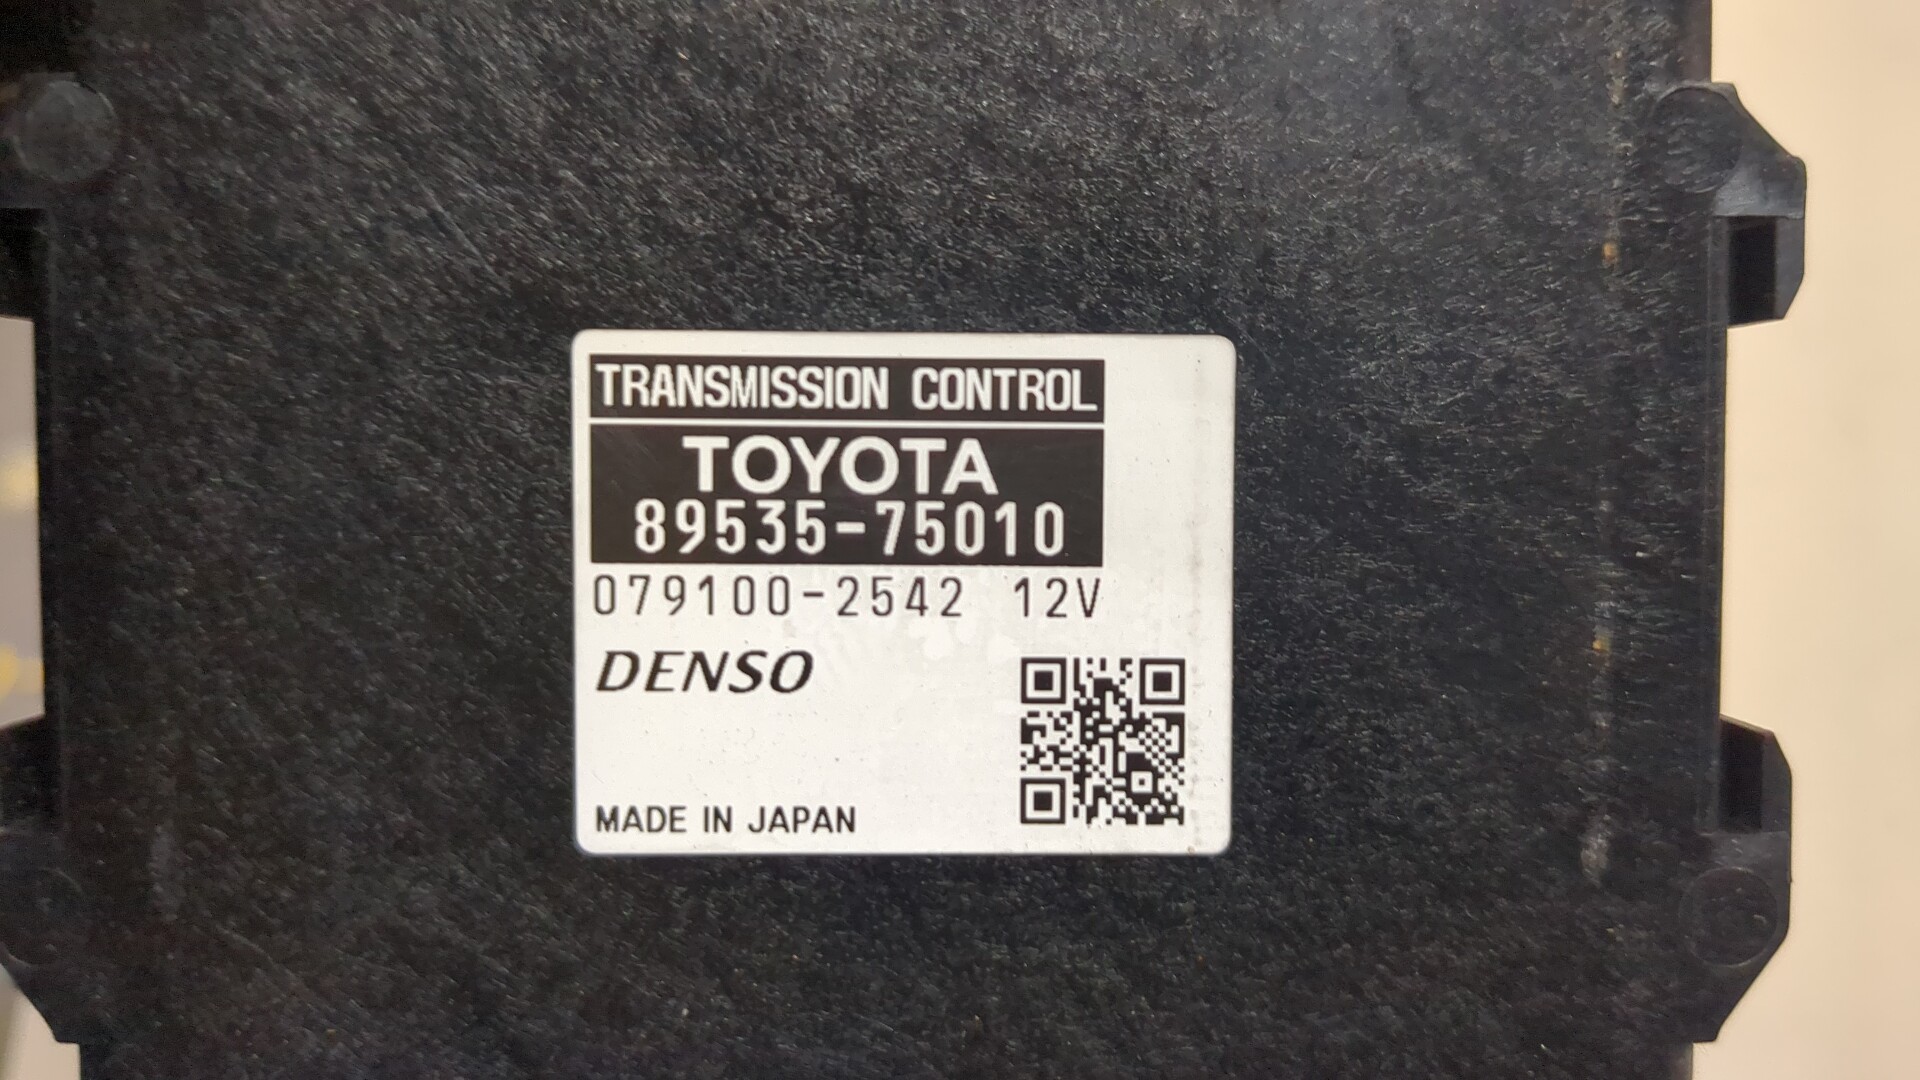 TRANSMISSION CONTROL
TOYOTA
89535-75010
079100-2542 12V
DENSO
MADE IN JAPAN